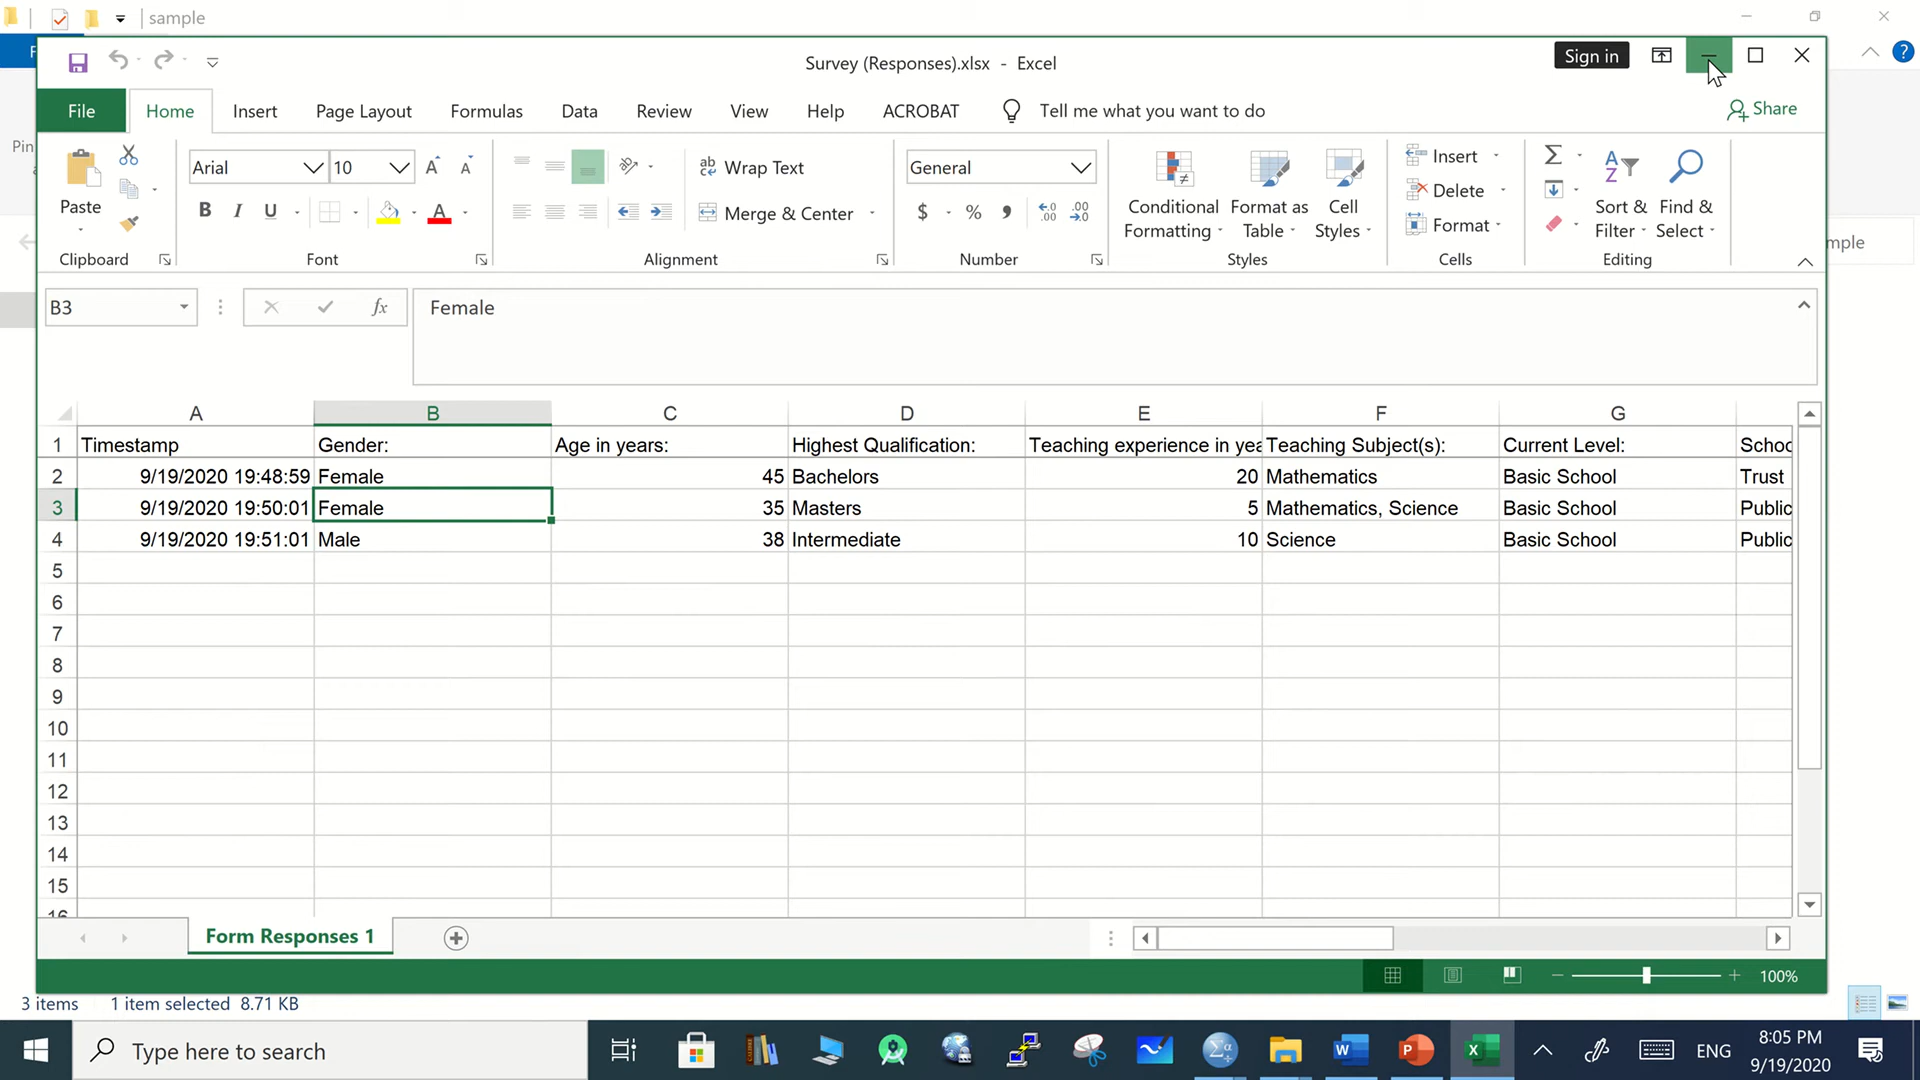 sample
Survey (Responses).xlsx - Excel
Sign in
File Home Insert Page Layout Formulas Data Review View Help ACROBAT Tell me what you want to do
Share
Pin
Paste
Arial 10
B I U
A
ab Wrap Text
Merge & Center
General
$ % 9
Conditional Formatting
Format as Table
Cell Styles
Insert
Delete
Format
Sort & Filter
Find & Select
Clipboard Font Alignment Number Styles Cells Editing
mple
B3 fx Female
A B C D E F G
1 Timestamp Gender: Age in years: Highest Qualification: Teaching experience in yea Teaching Subject(s): Current Level: Schoo
2 9/19/2020 19:48:59 Female 45 Bachelors 20 Mathematics Basic School Trust
3 9/19/2020 19:50:01 Female 35 Masters 5 Mathematics, Science Basic School Public
4 9/19/2020 19:51:01 Male 38 Intermediate 10 Science Basic School Public
5
6
7
8
9
10
11
12
13
14
15
16
Form Responses 1
100%
3 items 1 item selected 8.71 KB
Type here to search
ENG
8:05 PM
9/19/2020